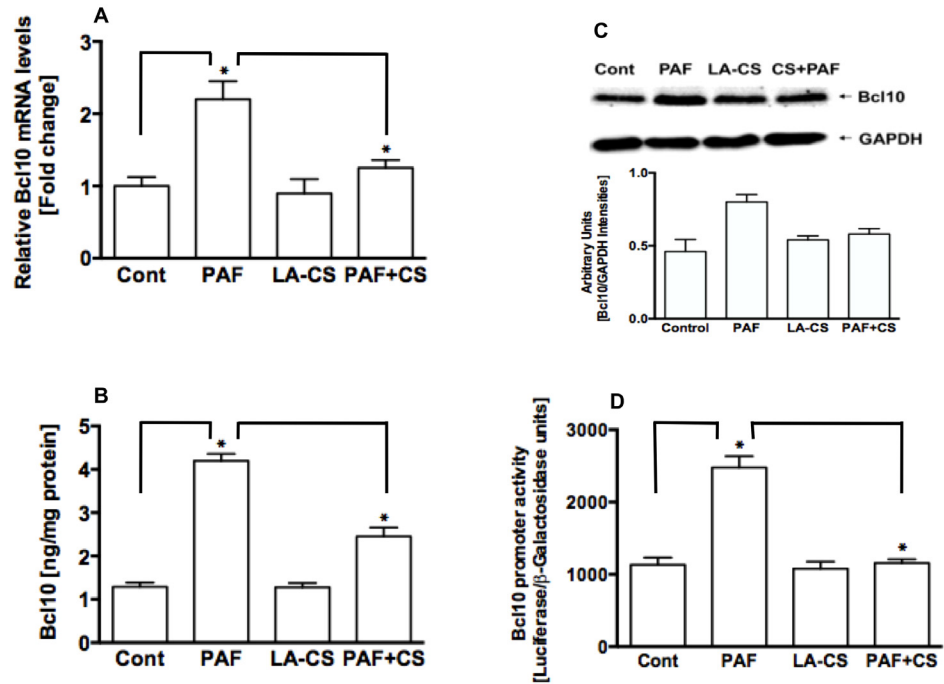 A
Relative Bcl10 mRNA levels
[Fold change]
3
2
1
0
*
*
Cont PAF LA-CS PAF+CS
C
Cont PAF LA-CS CS+PAF
← Bcl10
← GAPDH
Arbitrary Units
[Bcl10/GAPDH Intensities]
1.0
0.5
0.0
Control PAF LA-CS PAF+CS
B
Bcl10 [ng/mg protein]
5
4
3
2
1
0
*
*
Cont PAF LA-CS PAF+CS
D
Bcl10 promoter activity
[Luciferase/β-Galactosidase units]
3000
2000
1000
0
*
*
Cont PAF LA-CS PAF+CS